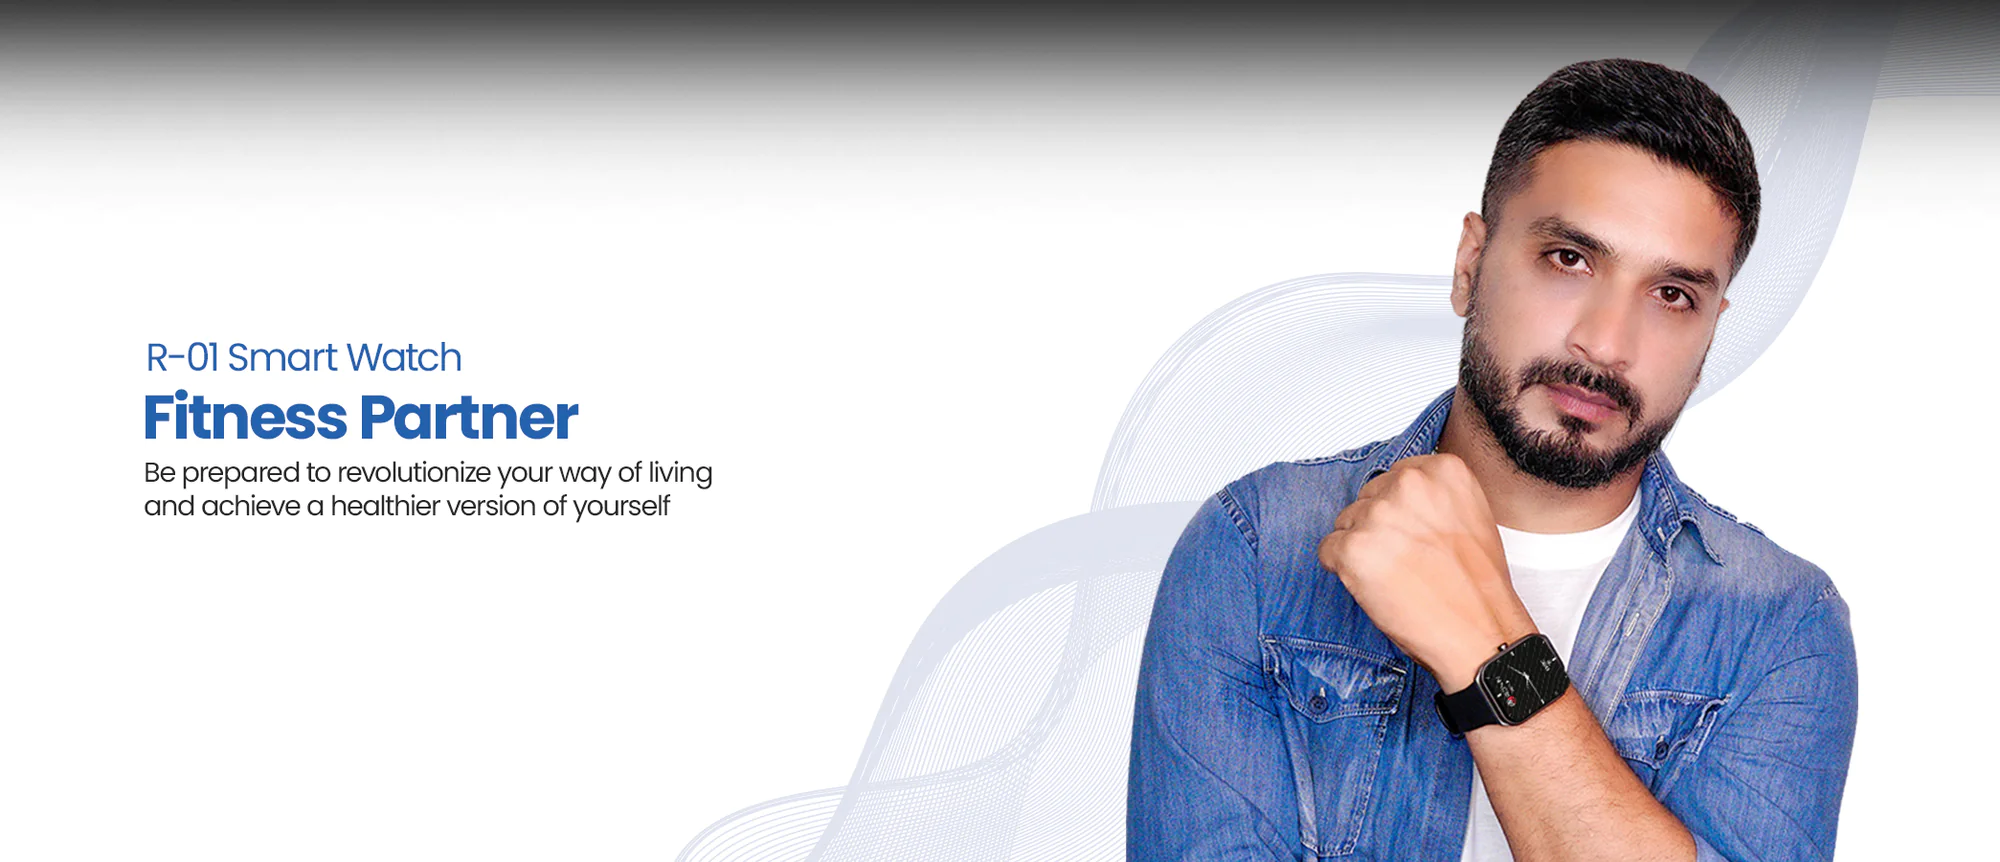 R-01 Smart Watch
Fitness Partner
Be prepared to revolutionize your way of living
and achieve a healthier version of yourself